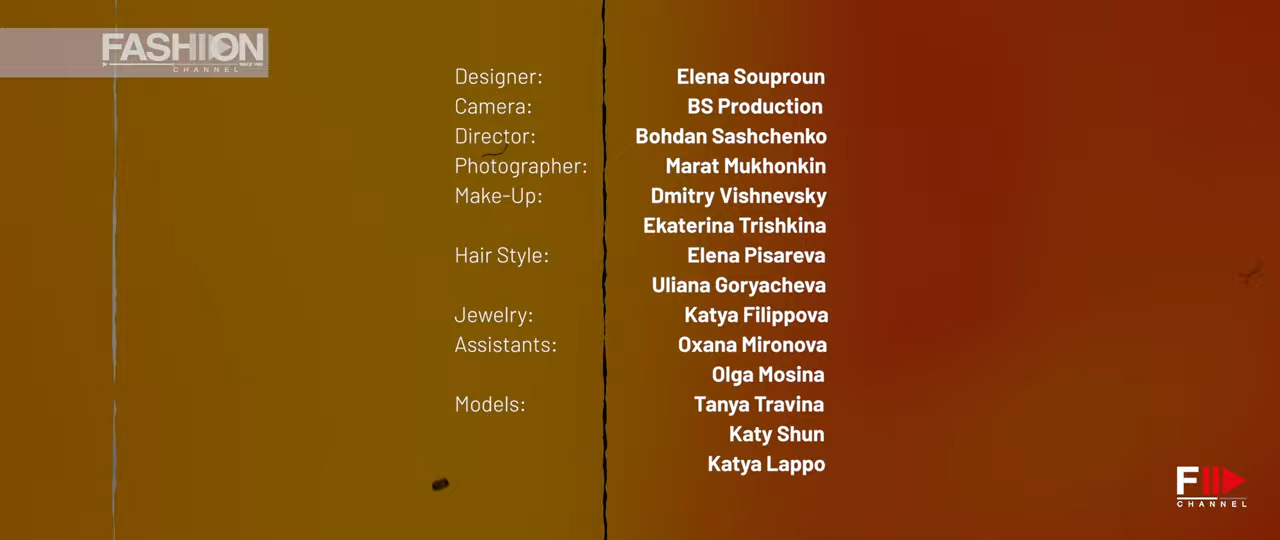 FASHION
CHANNEL
Designer: Elena Souproun
Camera: BS Production
Director: Bohdan Sashchenko
Photographer: Marat Mukhonkin
Make-Up: Dmitry Vishnevsky
Ekaterina Trishkina
Hair Style: Elena Pisareva
Uliana Goryacheva
Jewelry: Katya Filippova
Assistants: Oxana Mironova
Olga Mosina
Models: Tanya Travina
Katy Shun
Katya Lappo
F
CHANNEL